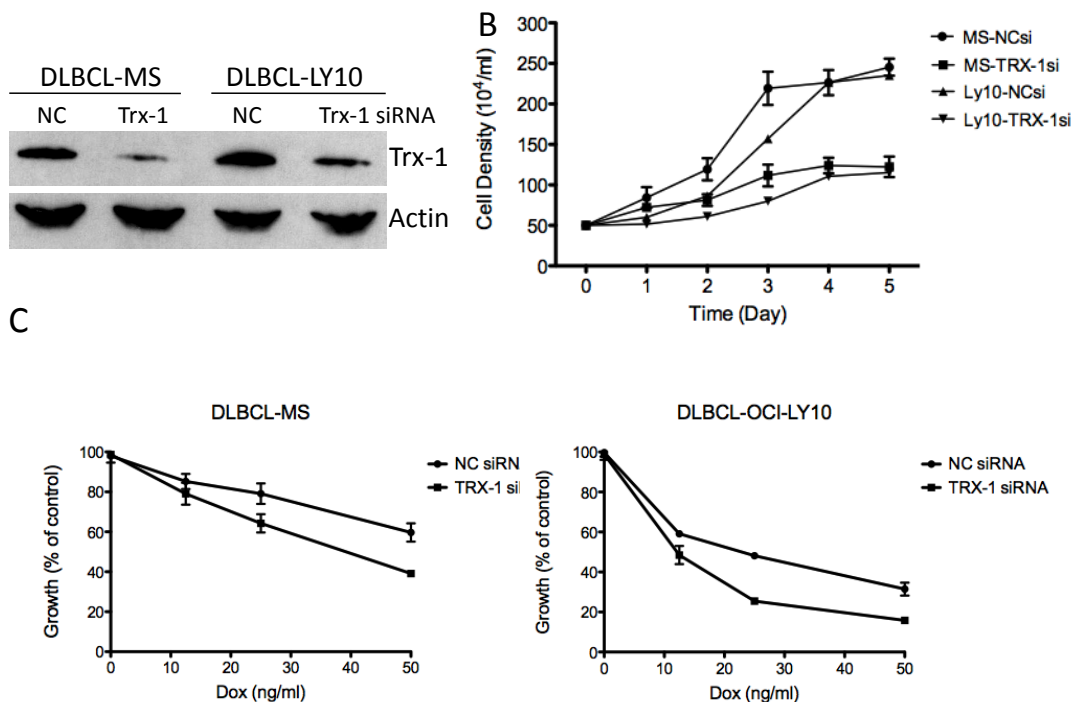 DLBCL-MS DLBCL-LY10
NC Trx-1 NC Trx-1 siRNA
Trx-1
Actin
B
300
250
200
150
100
50
0
0 1 2 3 4 5
Cell Density (10⁴/ml)
Time (Day)
MS-NCsi
MS-TRX-1si
Ly10-NCsi
Ly10-TRX-1si
C
DLBCL-MS
100
80
60
40
20
0
0 10 20 30 40 50
Growth (% of control)
Dox (ng/ml)
NC siRN
TRX-1 si
DLBCL-OCI-LY10
100
80
60
40
20
0
0 10 20 30 40 50
Growth (% of control)
Dox (ng/ml)
NC siRNA
TRX-1 siRNA